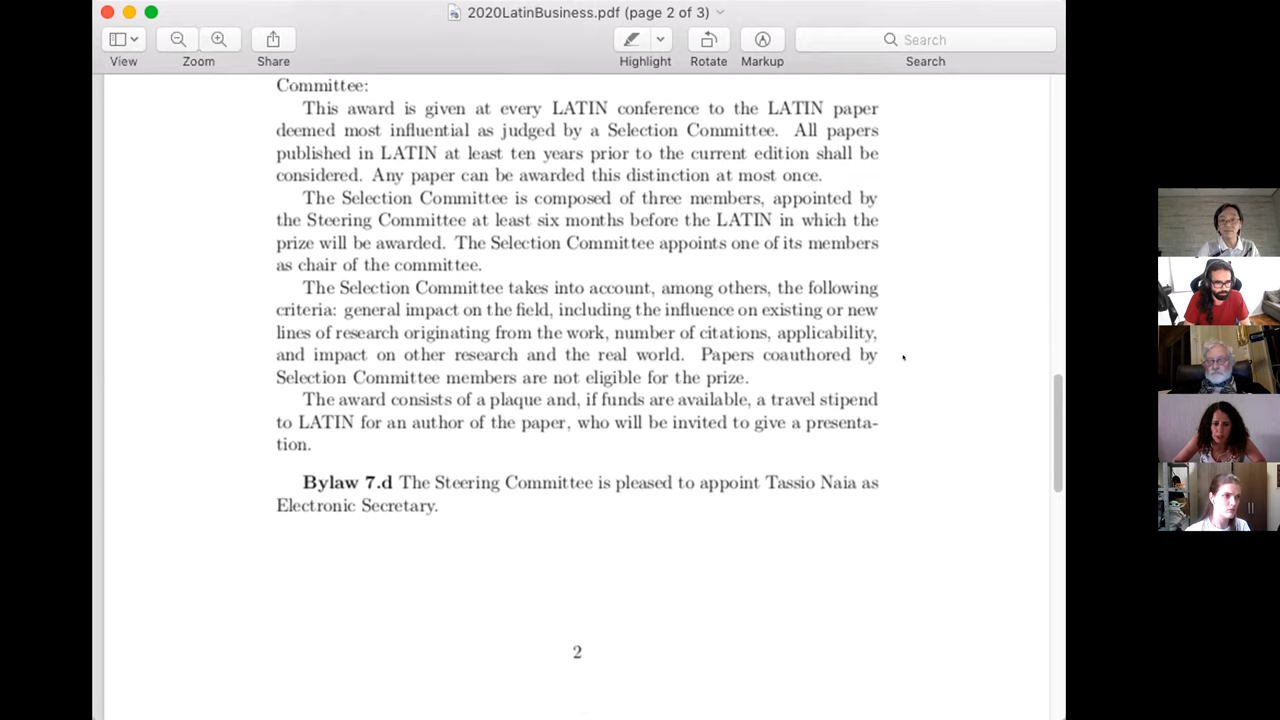 2020LatinBusiness.pdf (page 2 of 3)
View
Zoom
Share
Highlight
Rotate
Markup
Search
Search
Committee:
This award is given at every LATIN conference to the LATIN paper
deemed most influential as judged by a Selection Committee. All papers
published in LATIN at least ten years prior to the current edition shall be
considered. Any paper can be awarded this distinction at most once.
The Selection Committee is composed of three members, appointed by
the Steering Committee at least six months before the LATIN in which the
prize will be awarded. The Selection Committee appoints one of its members
as chair of the committee.
The Selection Committee takes into account, among others, the following
criteria: general impact on the field, including the influence on existing or new
lines of research originating from the work, number of citations, applicability,
and impact on other research and the real world. Papers coauthored by
Selection Committee members are not eligible for the prize.
The award consists of a plaque and, if funds are available, a travel stipend
to LATIN for an author of the paper, who will be invited to give a presenta-
tion.
Bylaw 7.d The Steering Committee is pleased to appoint Tassio Naia as
Electronic Secretary.
2